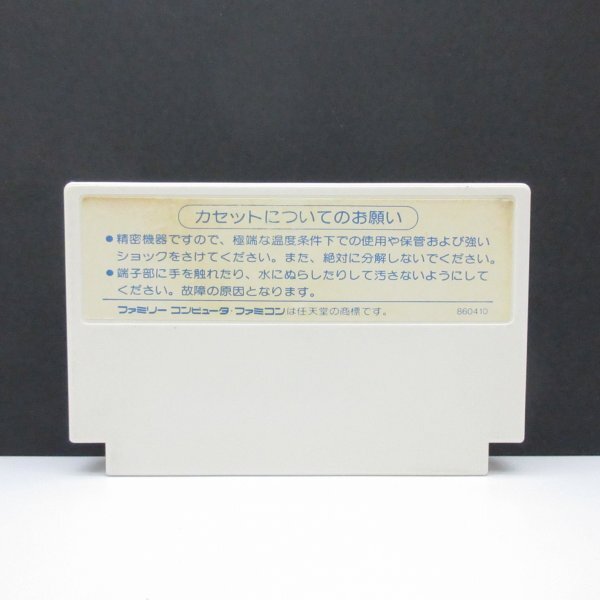 カセットについてのお願い
●精密機器ですので、極端な温度条件下での使用や保管および強い
ショックをさけてください。また、絶対に分解しないでください。
●端子部に手を触れたり、水にぬらしたりして汚さないようにして
ください。故障の原因となります。
ファミリー コンピュータ・ファミコンは任天堂の商標です。 860410